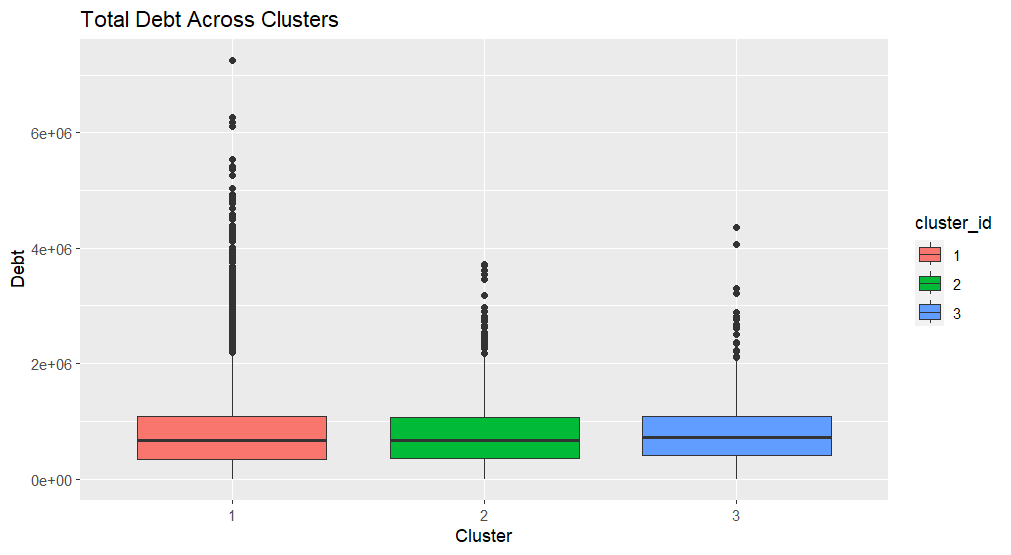 Total Debt Across Clusters
Debt
6e+06
4e+06
2e+06
0e+00
1
2
3
Cluster
cluster_id
1
2
3